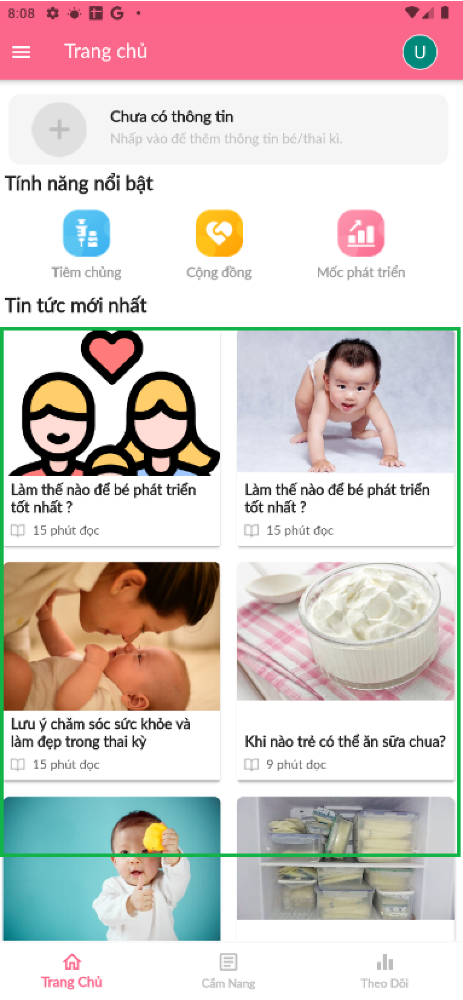 8:08
Trang chủ
U
Chưa có thông tin
Nhấp vào để thêm thông tin bé/thai kì.
Tính năng nổi bật
Tiêm chủng
Cộng đồng
Mốc phát triển
Tin tức mới nhất
Làm thế nào để bé phát triển
tốt nhất ?
15 phút đọc
Làm thế nào để bé phát triển
tốt nhất ?
15 phút đọc
Lưu ý chăm sóc sức khỏe và
làm đẹp trong thai kỳ
15 phút đọc
Khi nào trẻ có thể ăn sữa chua?
9 phút đọc
Trang Chủ
Cẩm Nang
Theo Dõi